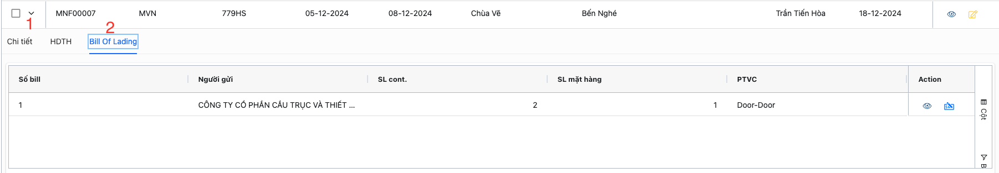 MNF00007 MVN 779HS 05-12-2024 08-12-2024 Chùa Vẽ Bến Nghé Trần Tiến Hòa 18-12-2024
1 2
Chi tiết HDTH Bill Of Lading
Số bill Người gửi SL cont. SL mặt hàng PTVC Action
1 CÔNG TY CỔ PHẦN CẦU TRỤC VÀ THIẾT ... 2 1 Door-Door
Cột
B